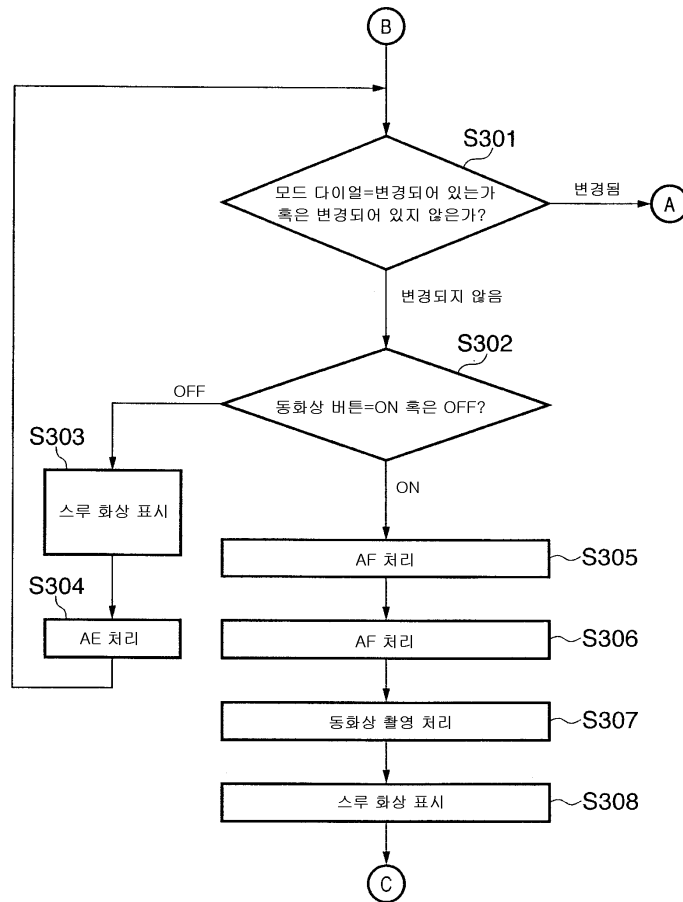 B
S301
모드 다이얼=변경되어 있는가
혹은 변경되어 있지 않은가?
변경됨
A
변경되지 않음
S302
동화상 버튼=ON 혹은 OFF?
OFF
ON
S303
스루 화상 표시
S304
AE 처리
AF 처리
S305
AF 처리
S306
동화상 촬영 처리
S307
스루 화상 표시
S308
C